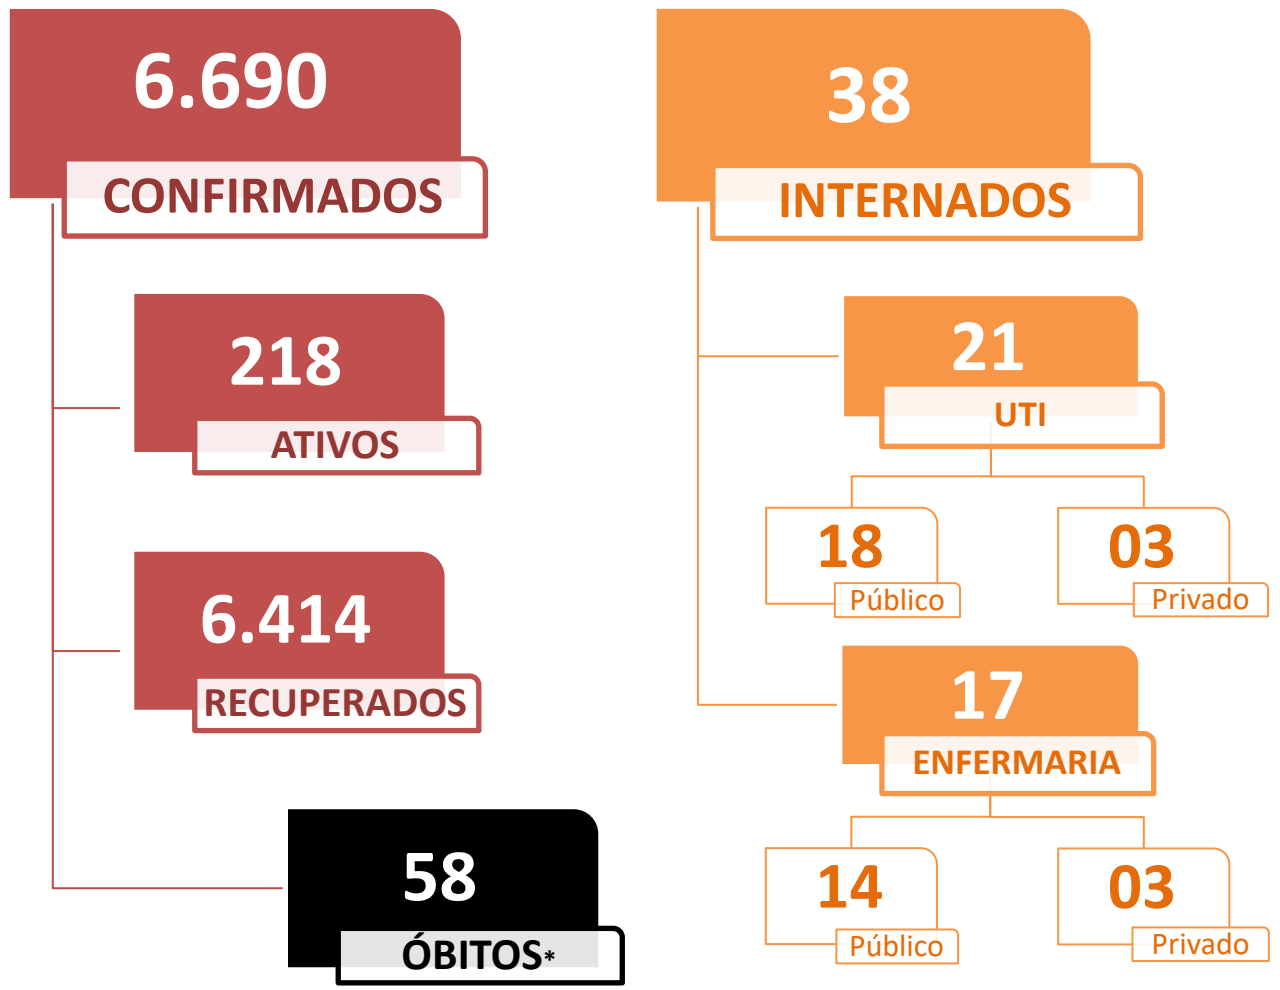 6.690
CONFIRMADOS
218
ATIVOS
6.414
RECUPERADOS
58
ÓBITOS*
38
INTERNADOS
21
UTI
18
Público
03
Privado
17
ENFERMARIA
14
Público
03
Privado